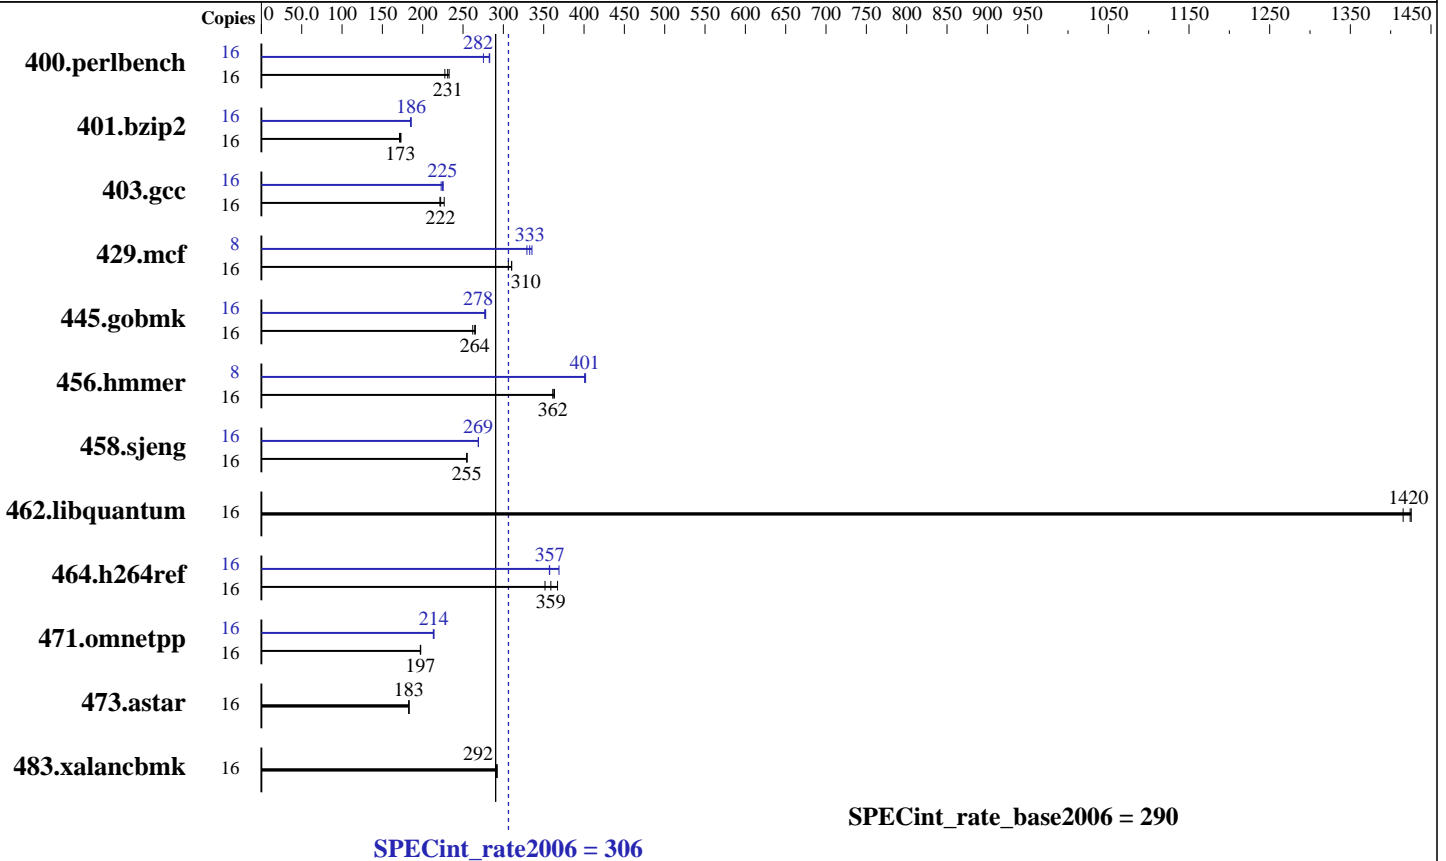 Copies 0 50.0 100 150 200 250 300 350 400 450 500 550 600 650 700 750 800 850 900 950 1050 1150 1250 1350 1450
400.perlbench 16 282
16 231
401.bzip2 16 186
16 173
403.gcc 16 225
16 222
429.mcf 8 333
16 310
445.gobmk 16 278
16 264
456.hmmer 8 401
16 362
458.sjeng 16 269
16 255
462.libquantum 16 1420
464.h264ref 16 357
16 359
471.omnetpp 16 214
16 197
473.astar 16 183
483.xalancbmk 16 292
SPECint_rate_base2006 = 290
SPECint_rate2006 = 306